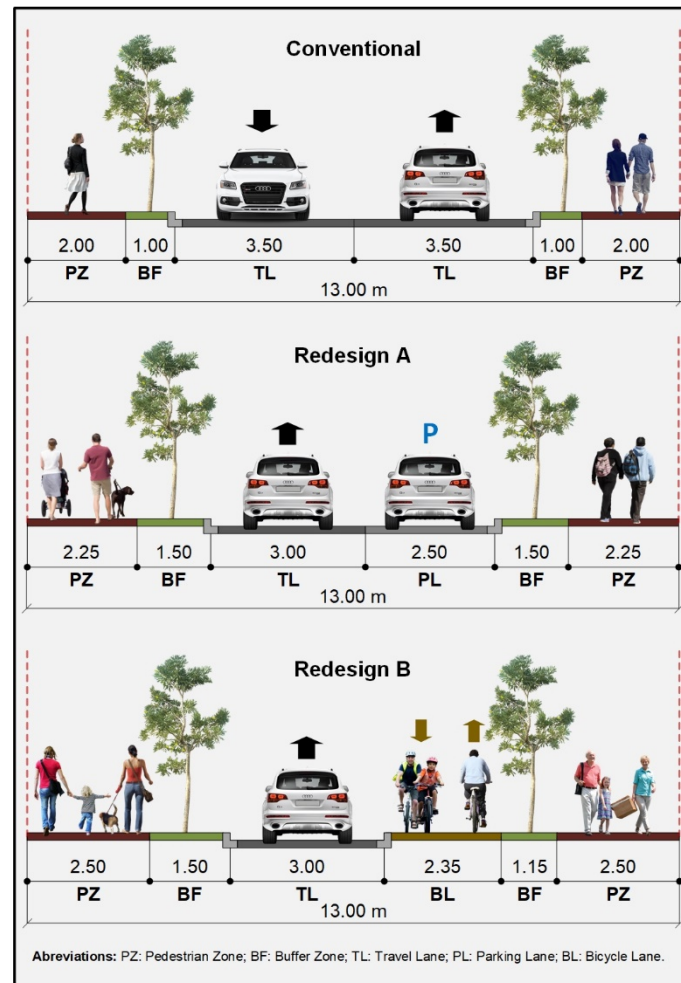 Conventional
2.00 1.00 3.50 3.50 1.00 2.00
PZ BF TL TL BF PZ
13.00 m
Redesign A
P
2.25 1.50 3.00 2.50 1.50 2.25
PZ BF TL PL BF PZ
13.00 m
Redesign B
2.50 1.50 3.00 2.35 1.15 2.50
PZ BF TL BL BF PZ
13.00 m
Abreviations: PZ: Pedestrian Zone; BF: Buffer Zone; TL: Travel Lane; PL: Parking Lane; BL: Bicycle Lane.